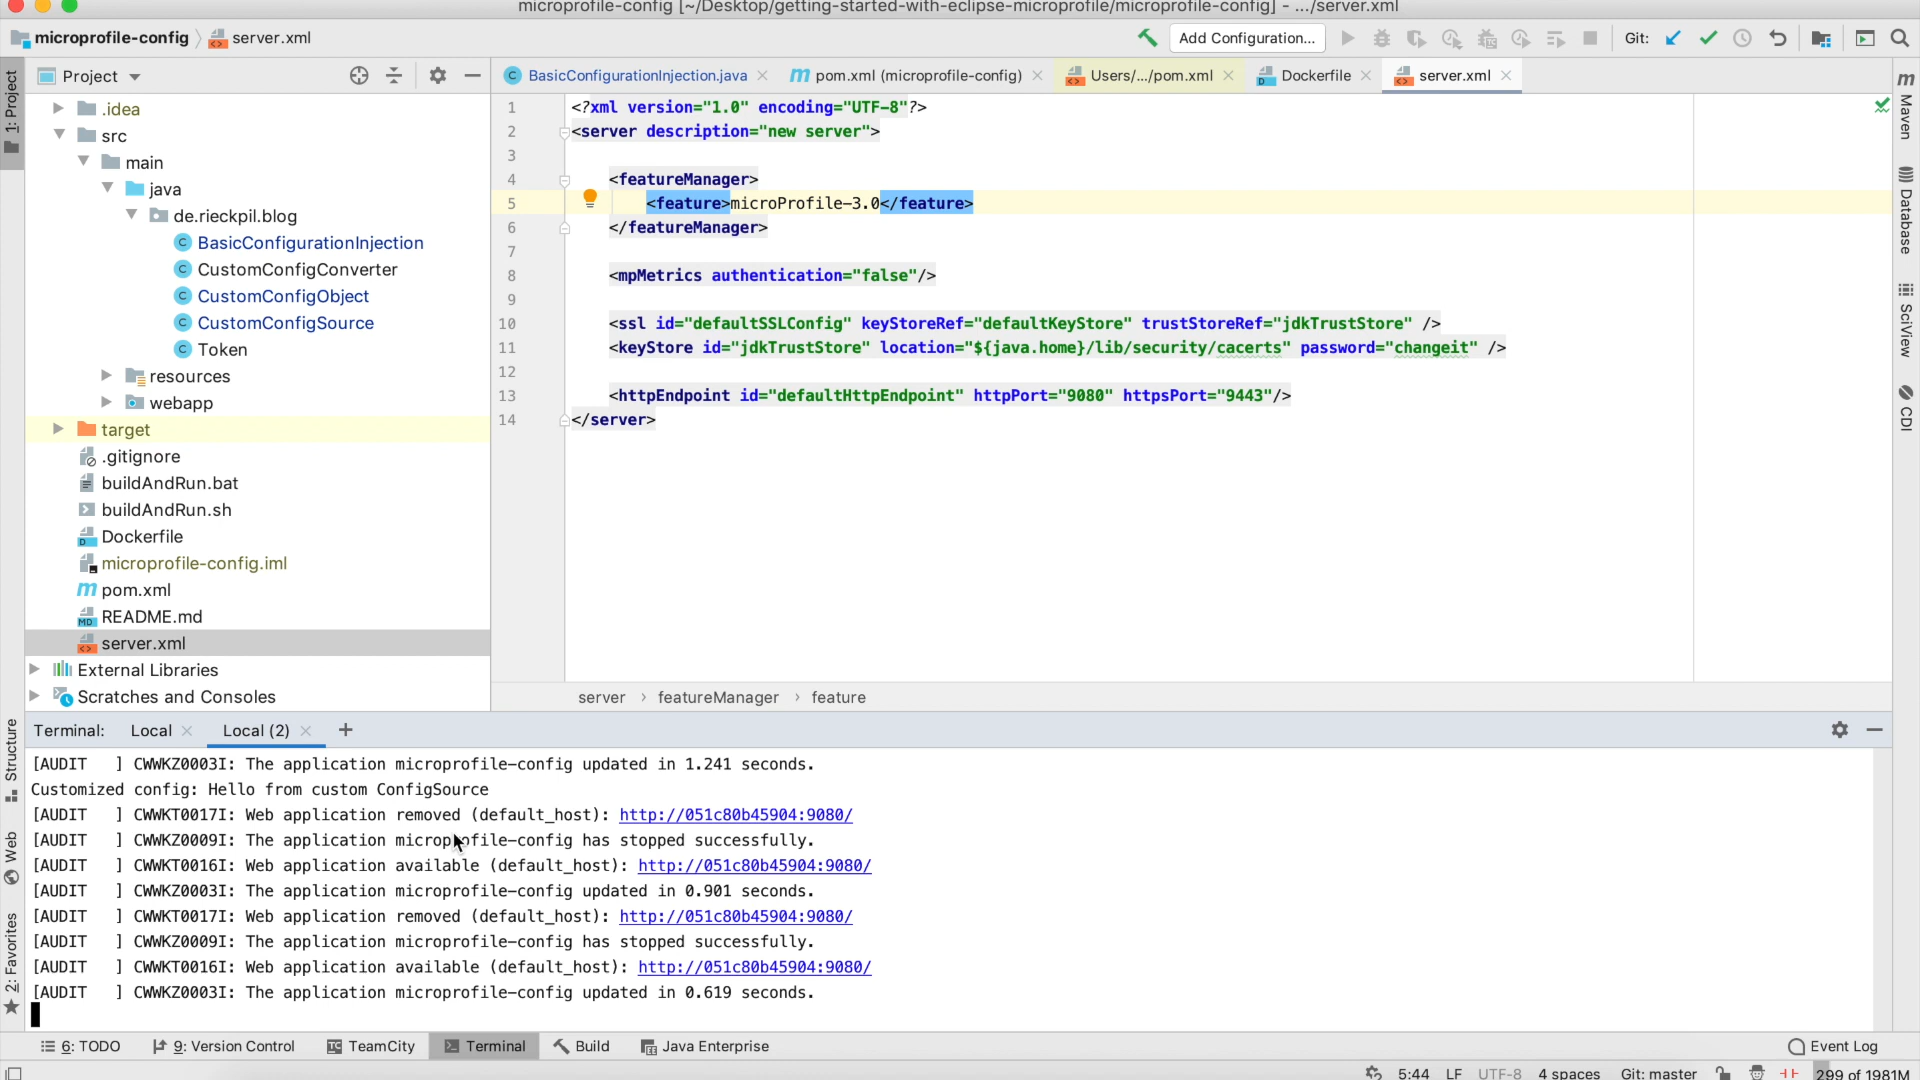 microprofile-config [~/Desktop/getting-started-with-eclipse-microprofile/microprofile-config] - .../server.xml
microprofile-config
server.xml
Add Configuration...
Git:
Project
BasicConfigurationInjection.java
pom.xml (microprofile-config)
Users/.../pom.xml
Dockerfile
server.xml
1: Project
.idea
src
main
java
de.rieckpil.blog
BasicConfigurationInjection
CustomConfigConverter
CustomConfigObject
CustomConfigSource
Token
resources
webapp
target
.gitignore
buildAndRun.bat
buildAndRun.sh
Dockerfile
microprofile-config.iml
pom.xml
README.md
server.xml
External Libraries
Scratches and Consoles
1 <?xml version="1.0" encoding="UTF-8"?>
2 <server description="new server">
3
4 <featureManager>
5 <feature>microProfile-3.0</feature>
6 </featureManager>
7
8 <mpMetrics authentication="false"/>
9
10 <ssl id="defaultSSLConfig" keyStoreRef="defaultKeyStore" trustStoreRef="jdkTrustStore" />
11 <keyStore id="jdkTrustStore" location="${java.home}/lib/security/cacerts" password="changeit" />
12
13 <httpEndpoint id="defaultHttpEndpoint" httpPort="9080" httpsPort="9443"/>
14 </server>
server › featureManager › feature
Maven
Database
SciView
CDI
Structure
Web
2: Favorites
Terminal: Local Local (2)
[AUDIT   ] CWWKZ0003I: The application microprofile-config updated in 1.241 seconds.
Customized config: Hello from custom ConfigSource
[AUDIT   ] CWWKT0017I: Web application removed (default_host): http://051c80b45904:9080/
[AUDIT   ] CWWKZ0009I: The application microprofile-config has stopped successfully.
[AUDIT   ] CWWKT0016I: Web application available (default_host): http://051c80b45904:9080/
[AUDIT   ] CWWKZ0003I: The application microprofile-config updated in 0.901 seconds.
[AUDIT   ] CWWKT0017I: Web application removed (default_host): http://051c80b45904:9080/
[AUDIT   ] CWWKZ0009I: The application microprofile-config has stopped successfully.
[AUDIT   ] CWWKT0016I: Web application available (default_host): http://051c80b45904:9080/
[AUDIT   ] CWWKZ0003I: The application microprofile-config updated in 0.619 seconds.
6: TODO 9: Version Control TeamCity Terminal Build Java Enterprise Event Log
5:44 LF UTF-8 4 spaces Git: master 299 of 1981M